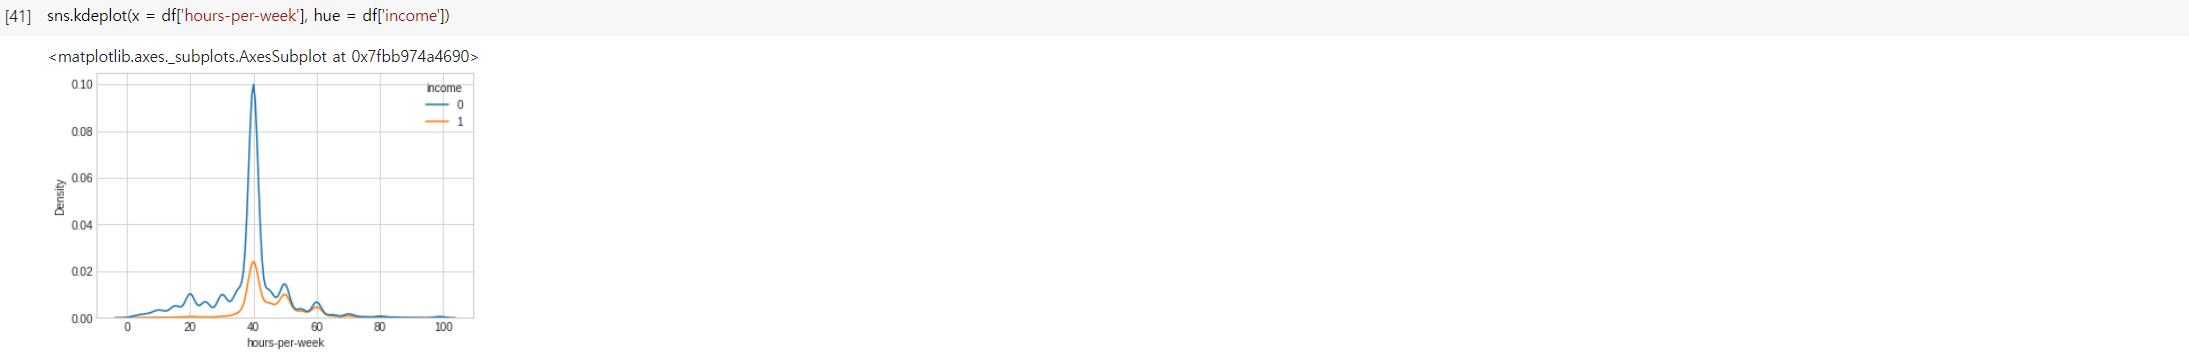 [41] sns.kdeplot(x = df['hours-per-week'], hue = df['income'])
<matplotlib.axes._subplots.AxesSubplot at 0x7fbb974a4690>
income
0
1
0.10
0.08
0.06
0.04
0.02
0.00
Density
0 20 40 60 80 100
hours-per-week